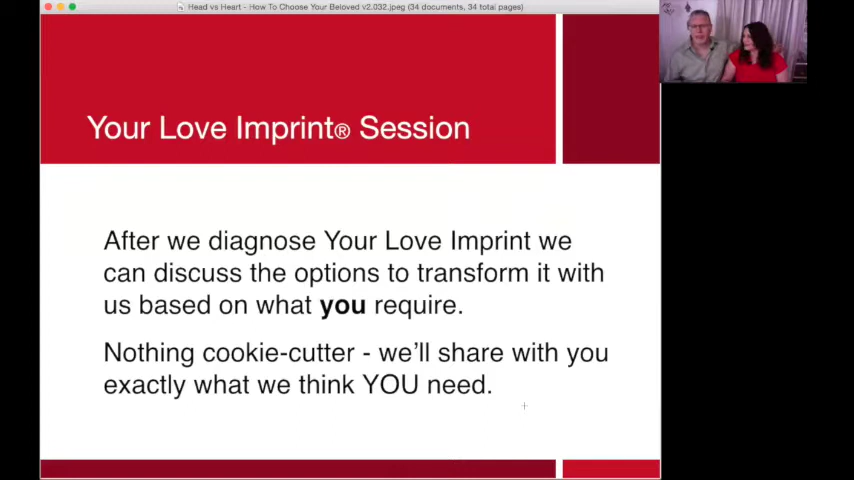 Head vs Heart - How To Choose Your Beloved v2.032.jpeg (34 documents, 34 total pages)
Your Love Imprint® Session
After we diagnose Your Love Imprint we
can discuss the options to transform it with
us based on what you require.
Nothing cookie-cutter - we'll share with you
exactly what we think YOU need.